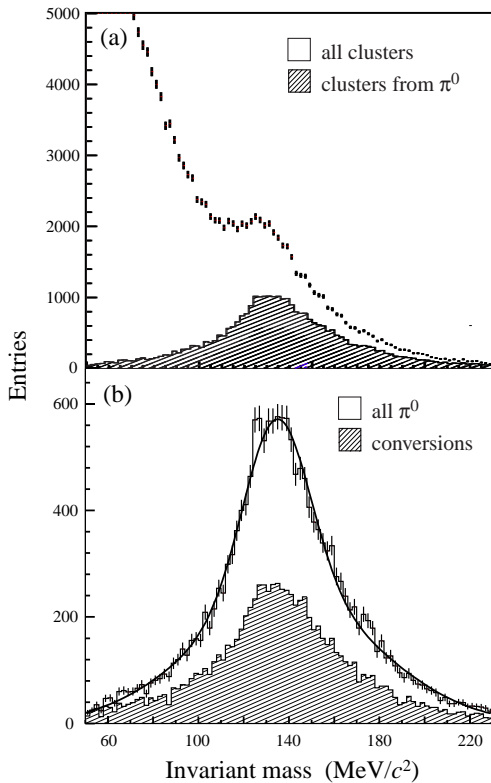 5000
(a)
all clusters
clusters from π⁰
4000
3000
2000
1000
0
Entries
(b)
all π⁰
600
conversions
400
200
0
60
100
140
180
220
Invariant mass (MeV/c²)